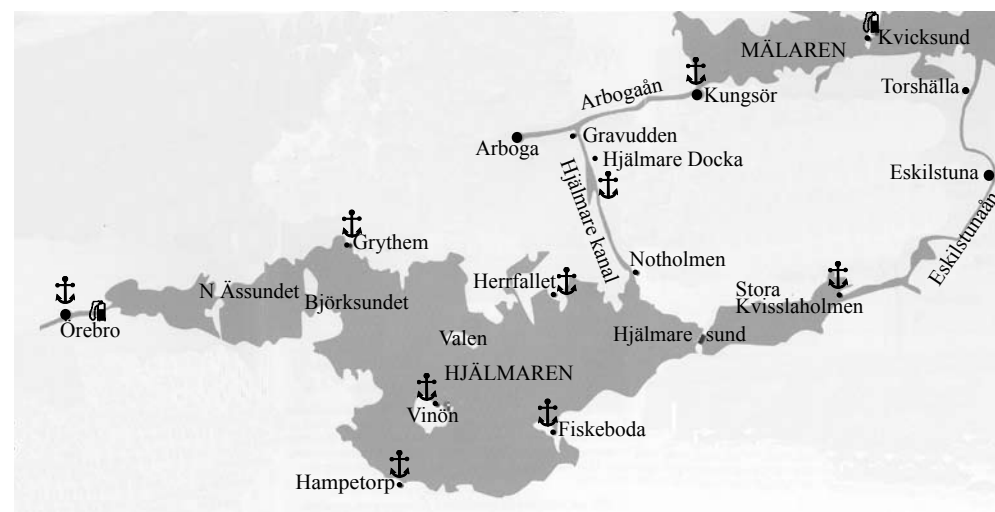 MÄLAREN
Kvicksund
Torshälla
Arbogaån
Kungsör
Arboga
Gravudden
Hjälmare Docka
Eskilstuna
Hjälmare kanal
Eskilstunaån
Grythem
Notholmen
N Ässundet
Björksundet
Herrfallet
Stora
Kvisslaholmen
Örebro
Valen
Hjälmare sund
HJÄLMAREN
Vinön
Fiskeboda
Hampetorp